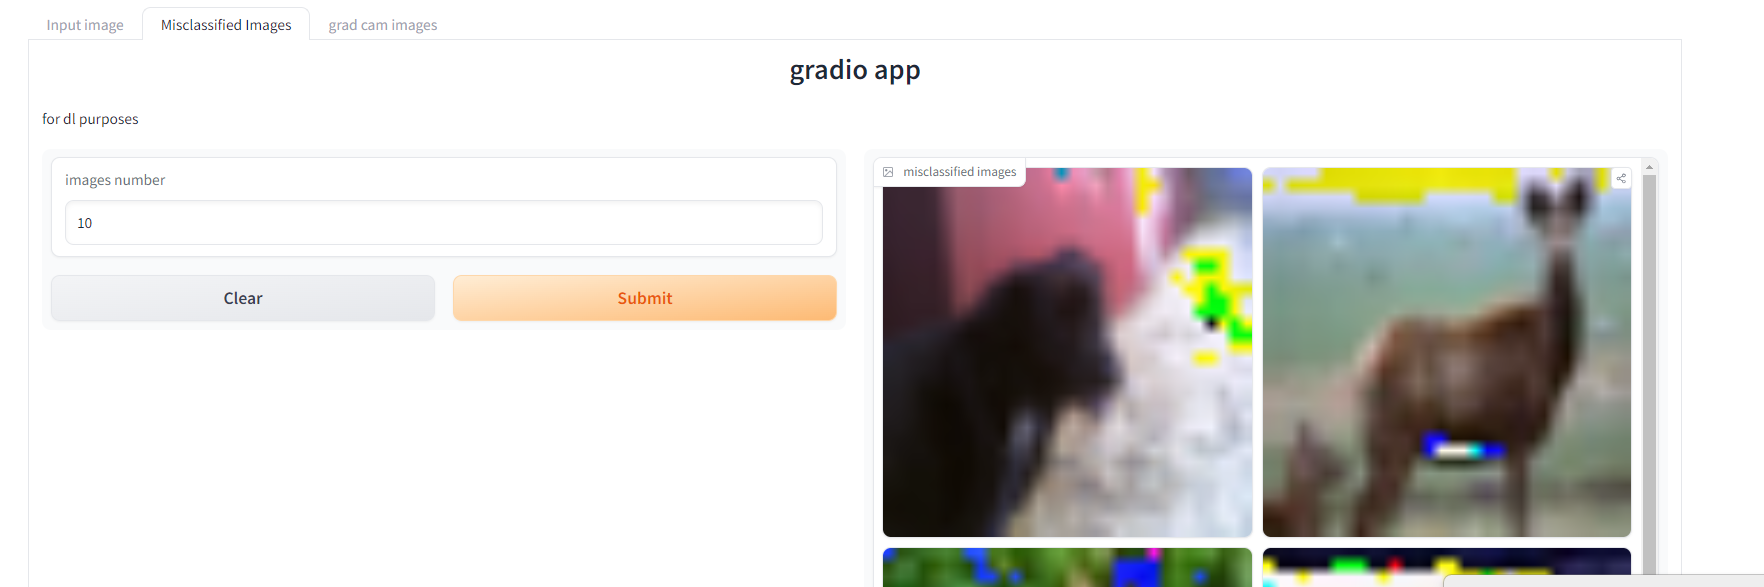 Input image
Misclassified Images
grad cam images
gradio app
for dl purposes
images number
10
Clear
Submit
misclassified images